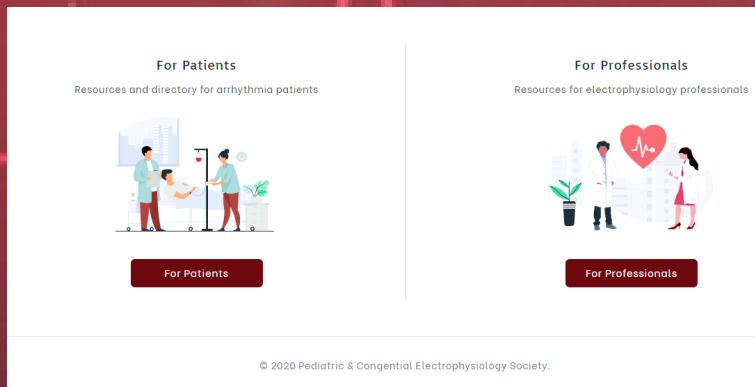 For Patients
Resources and directory for arrhythmia patients
For Patients
For Professionals
Resources for electrophysiology professionals
For Professionals
© 2020 Pediatric & Congential Electrophysiology Society.